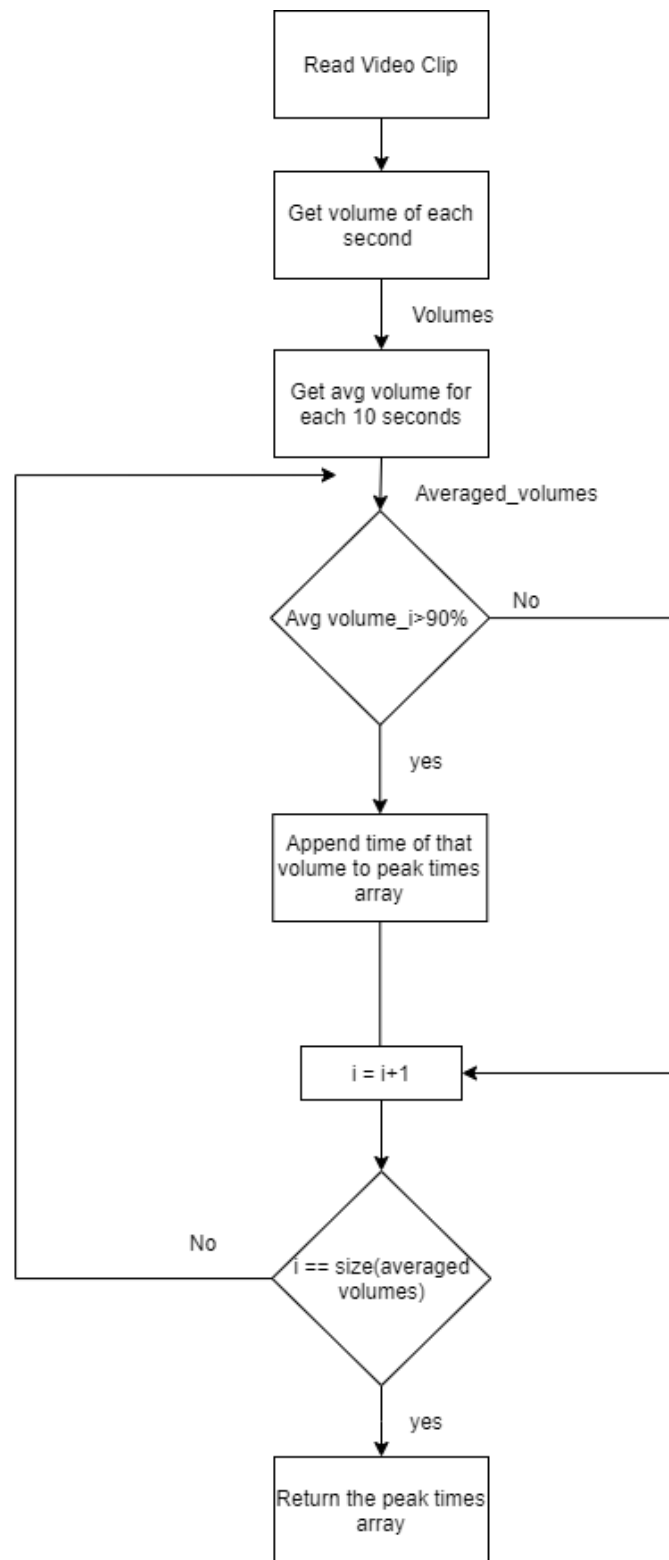 Read Video Clip
Get volume of each
second
Volumes
Get avg volume for
each 10 seconds
Averaged_volumes
Avg volume_i>90%
No
yes
Append time of that
volume to peak times
array
i = i+1
No
i == size(averaged
volumes)
yes
Return the peak times
array